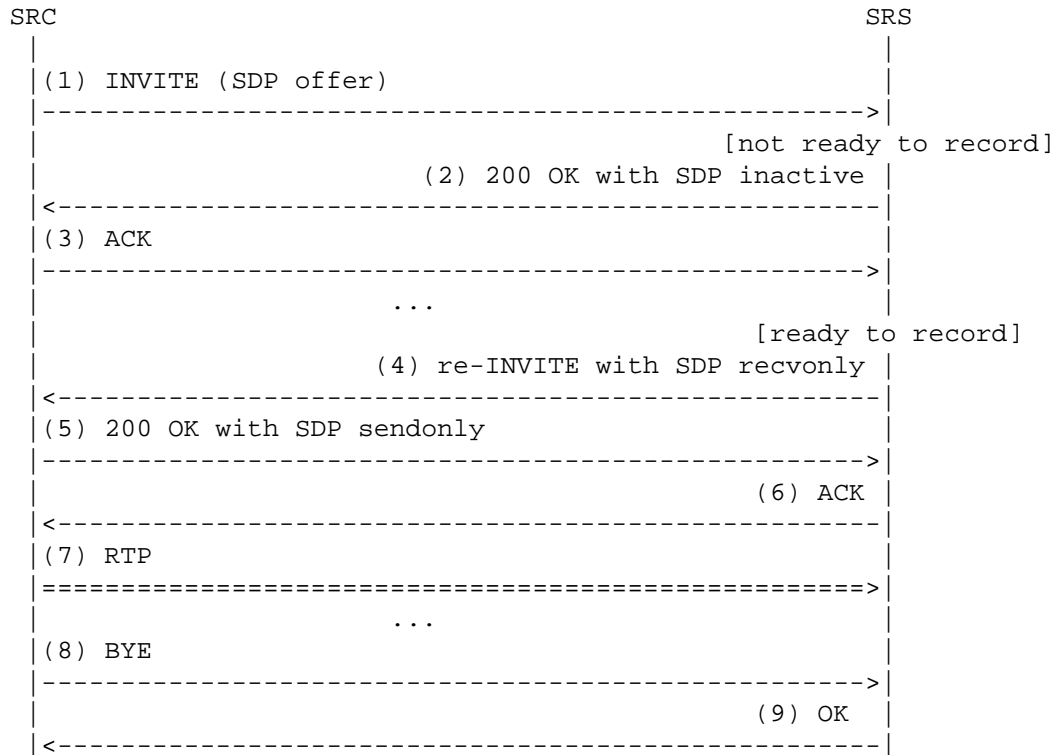 SRC SRS
(1) INVITE (SDP offer)
[not ready to record]
(2) 200 OK with SDP inactive
(3) ACK
...
[ready to record]
(4) re-INVITE with SDP recvonly
(5) 200 OK with SDP sendonly
(6) ACK
(7) RTP
...
(8) BYE
(9) OK